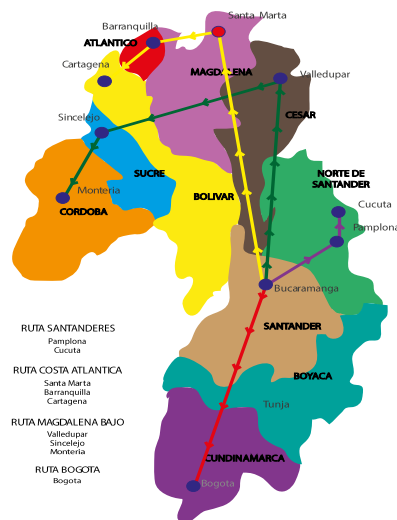 Santa Marta
Barranquilla
ATLANTICO
Cartagena
MAGDALENA
Valledupar
CESAR
Sincelejo
SUCRE
NORTE DE
SANTANDER
Monteria
BOLIVAR
CORDOBA
Cucuta
Pamplona
Bucaramanga
SANTANDER
BOYACA
Tunja
CUNDINAMARCA
Bogota
RUTA SANTANDERES
Pamplona
Cucuta
RUTA COSTA ATLANTICA
Santa Marta
Barranquilla
Cartagena
RUTA MAGDALENA BAJO
Valledupar
Sincelejo
Monteria
RUTA BOGOTA
Bogota